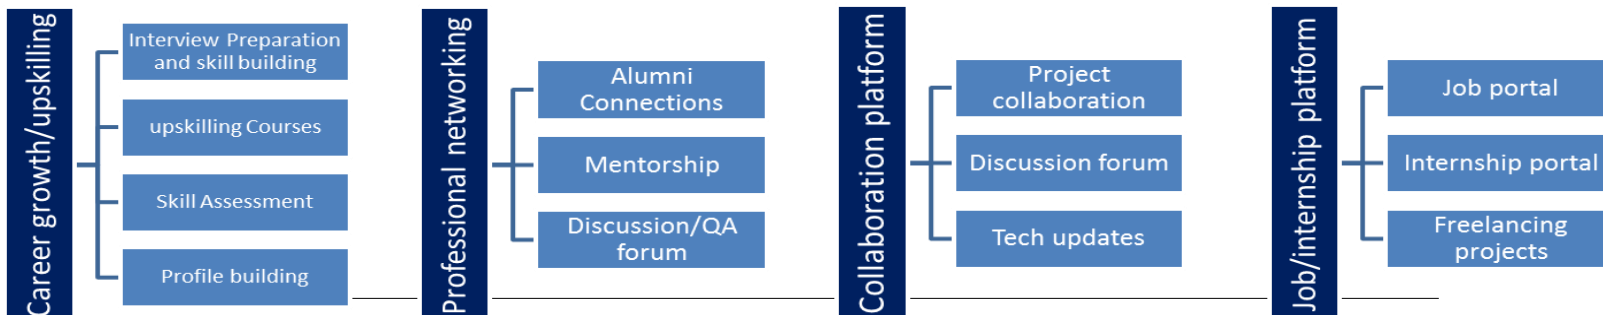 Career growth/upskilling
Interview Preparation
and skill building
upskilling Courses
Skill Assessment
Profile building
Professional networking
Alumni
Connections
Mentorship
Discussion/QA
forum
Collaboration platform
Project
collaboration
Discussion forum
Tech updates
Job/internship platform
Job portal
Internship portal
Freelancing
projects